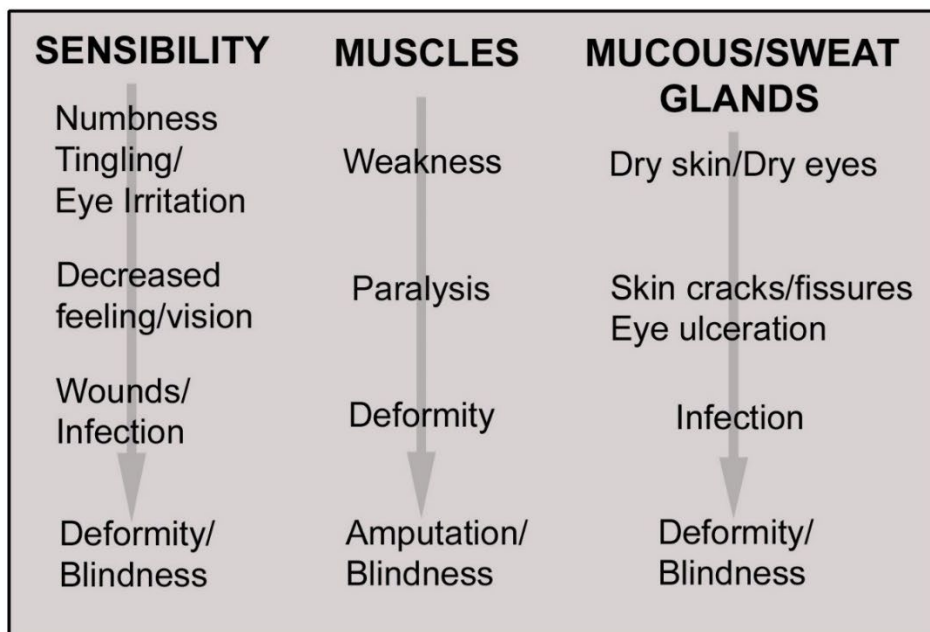 SENSIBILITY
Numbness
Tingling/
Eye Irritation
Decreased
feeling/vision
Wounds/
Infection
Deformity/
Blindness
MUSCLES
Weakness
Paralysis
Deformity
Amputation/
Blindness
MUCOUS/SWEAT
GLANDS
Dry skin/Dry eyes
Skin cracks/fissures
Eye ulceration
Infection
Deformity/
Blindness